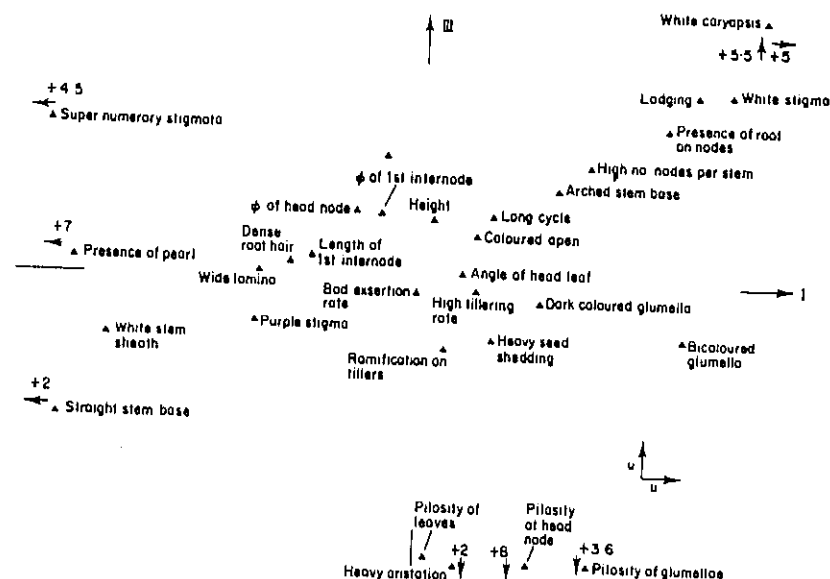 III
White caryapsis
+5·5
+5
+4 5
Super numerary stigmata
Lodging
White stigma
Presence of root
on nodes
High no nodes per stem
Arched stem base
ϕ of 1st internode
ϕ of head node
Height
Long cycle
Coloured apen
+7
Presence of pearl
Dense
root hair
Length of
1st internode
Wide lamina
Angle of head leaf
Bad exsertion
rate
High tillering
rate
Dark coloured glumella
1
White stem
sheath
Purple stigma
Ramification on
tillers
Heavy seed
shedding
Bicoloured
glumella
+2
Straight stem base
u
u
Pilosity of
leaves
Pilosity
of head
node
+2
+8
+3·6
Heavy aristation
Pilosity of glumellae